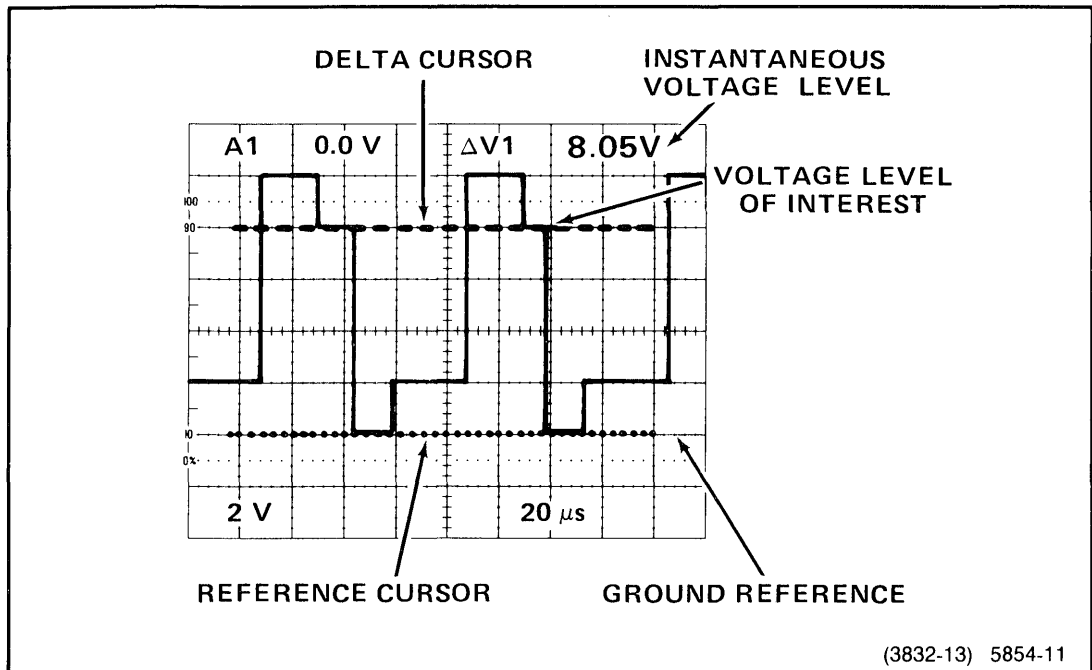 DELTA CURSOR
INSTANTANEOUS
VOLTAGE LEVEL
A1 0.0 V ΔV1 8.05V
VOLTAGE LEVEL
OF INTEREST
90
0%
2 V 20 μs
REFERENCE CURSOR
GROUND REFERENCE
(3832-13) 5854-11